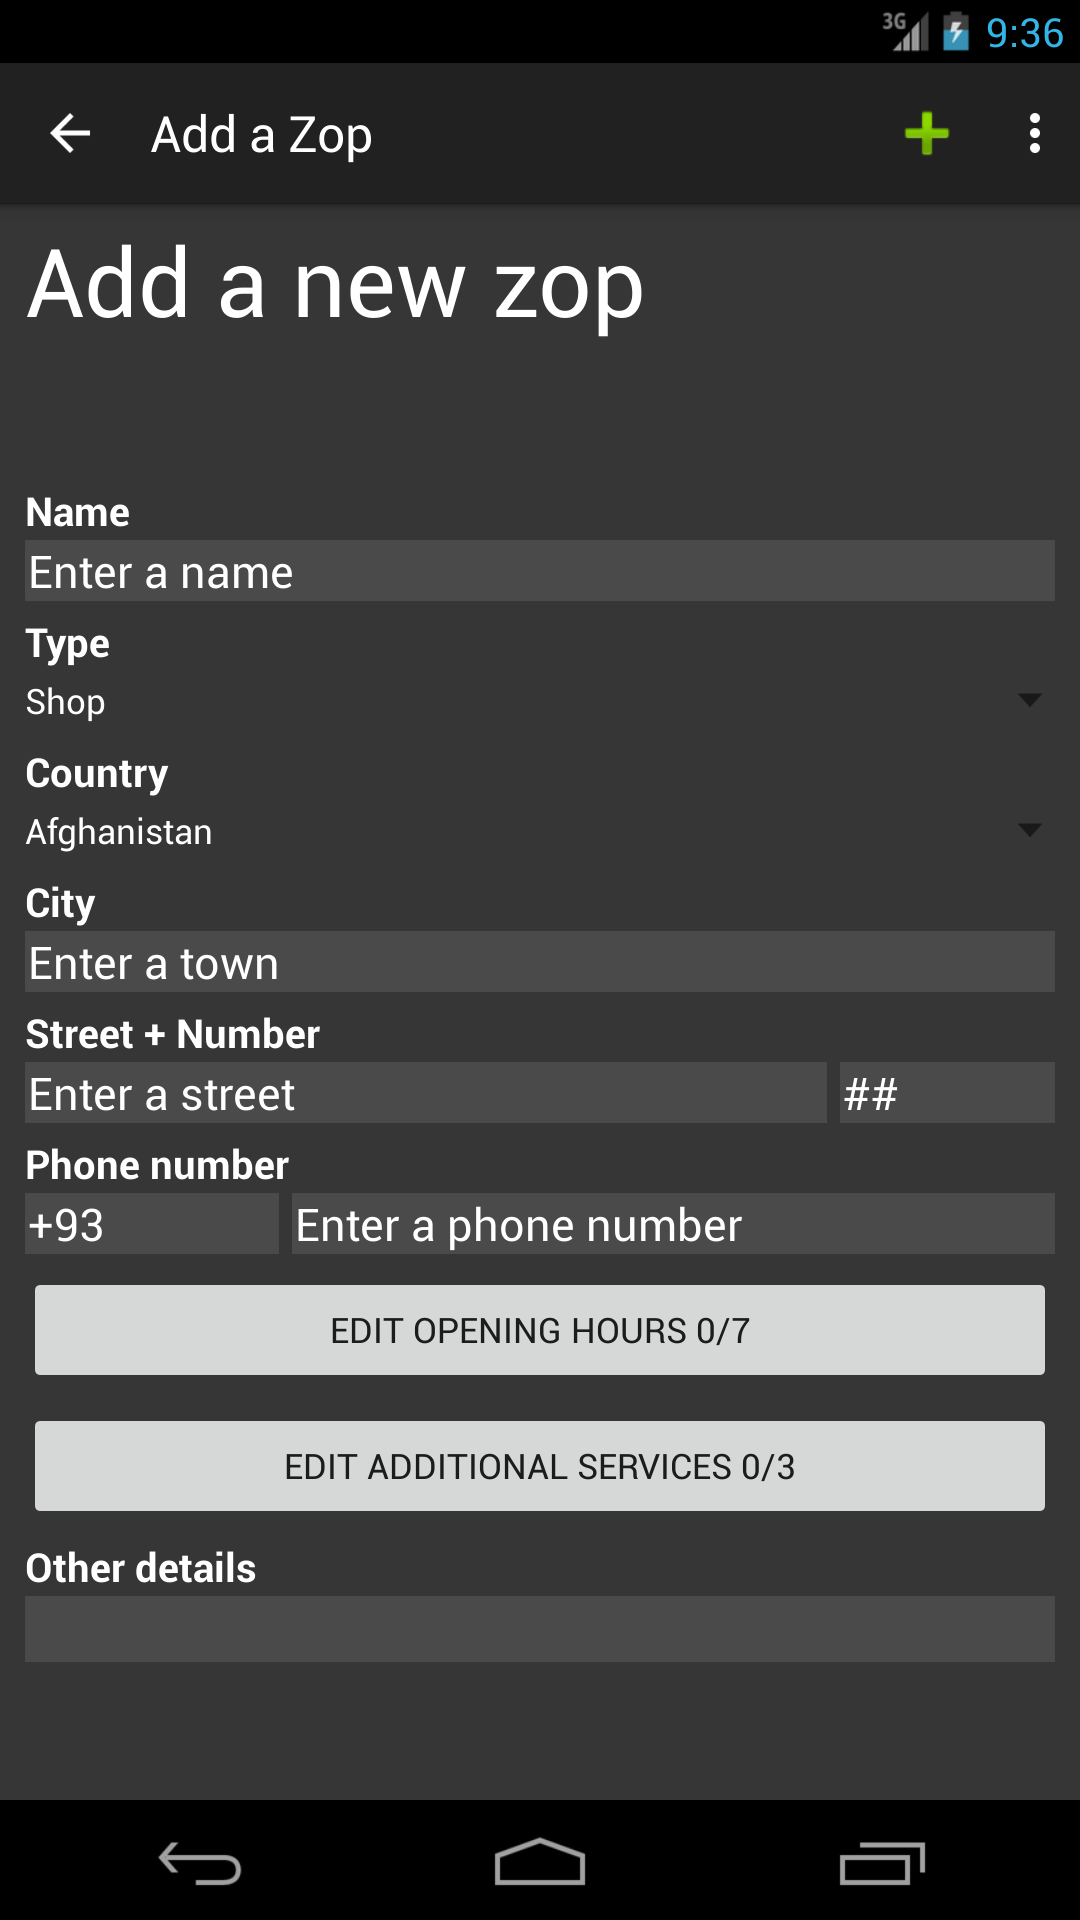 3G 9:36
Add a Zop
Add a new zop
Name
Enter a name
Type
Shop
Country
Afghanistan
City
Enter a town
Street + Number
Enter a street ##
Phone number
+93 Enter a phone number
EDIT OPENING HOURS 0/7
EDIT ADDITIONAL SERVICES 0/3
Other details